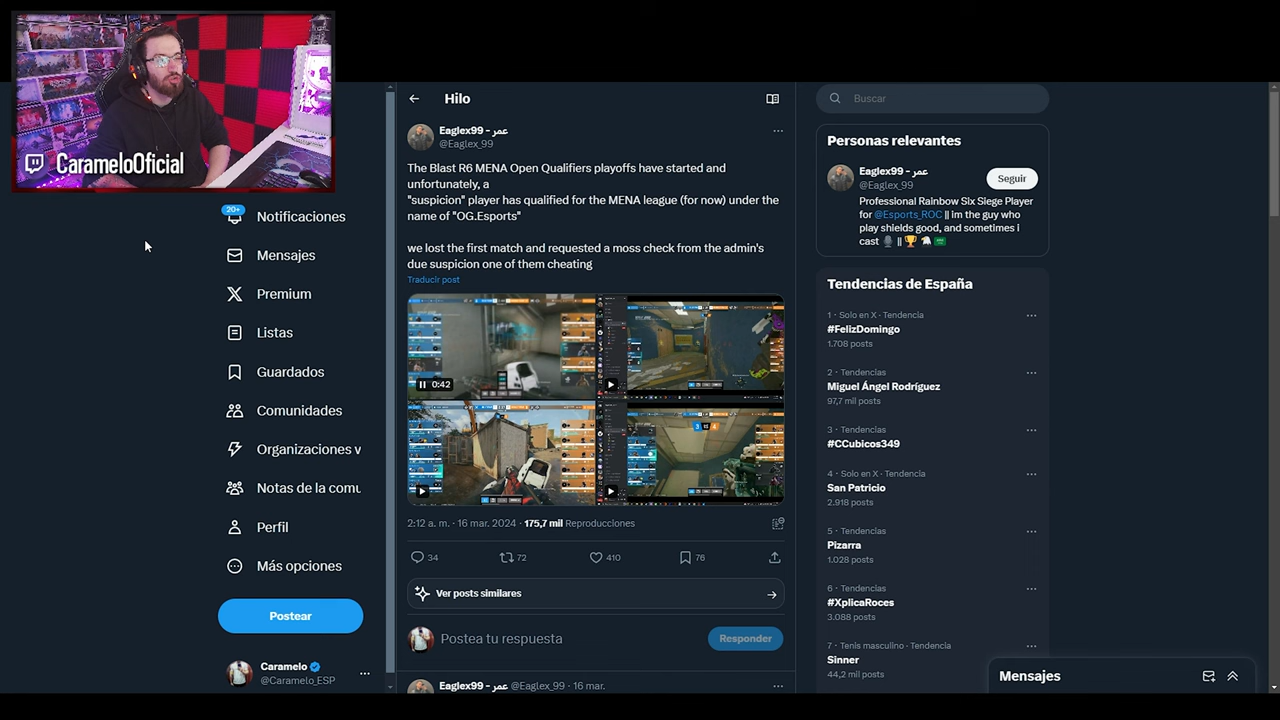 CarameloOficial
Notificaciones
20+
Mensajes
Premium
Listas
Guardados
Comunidades
Organizaciones v
Notas de la comu
Perfil
Más opciones
Postear
Caramelo
@Caramelo_ESP
Hilo
Eaglex99 - عمر
@Eaglex_99
The Blast R6 MENA Open Qualifiers playoffs have started and
unfortunately, a
"suspicion" player has qualified for the MENA league (for now) under the
name of "OG.Esports"
we lost the first match and requested a moss check from the admin's
due suspicion one of them cheating
Traducir post
0:42
3 4
2:12 a. m. · 16 mar. 2024 · 175,7 mil Reproducciones
34 72 410 76
Ver posts similares
Postea tu respuesta
Responder
Eaglex99 - عمر @Eaglex_99 · 16 mar.
Buscar
Personas relevantes
Eaglex99 - عمر
@Eaglex_99
Seguir
Professional Rainbow Six Siege Player
for @Esports_ROC || im the guy who
play shields good, and sometimes i
cast || 
Tendencias de España
1 · Solo en X · Tendencia
#FelizDomingo
1.708 posts
2 · Tendencias
Miguel Ángel Rodríguez
97,7 mil posts
3 · Tendencias
#CCubicos349
4 · Solo en X · Tendencia
San Patricio
2.918 posts
5 · Tendencias
Pizarra
1.028 posts
6 · Tendencias
#XplicaRoces
3.088 posts
7 · Tenis masculino · Tendencia
Sinner
44,2 mil posts
Mensajes